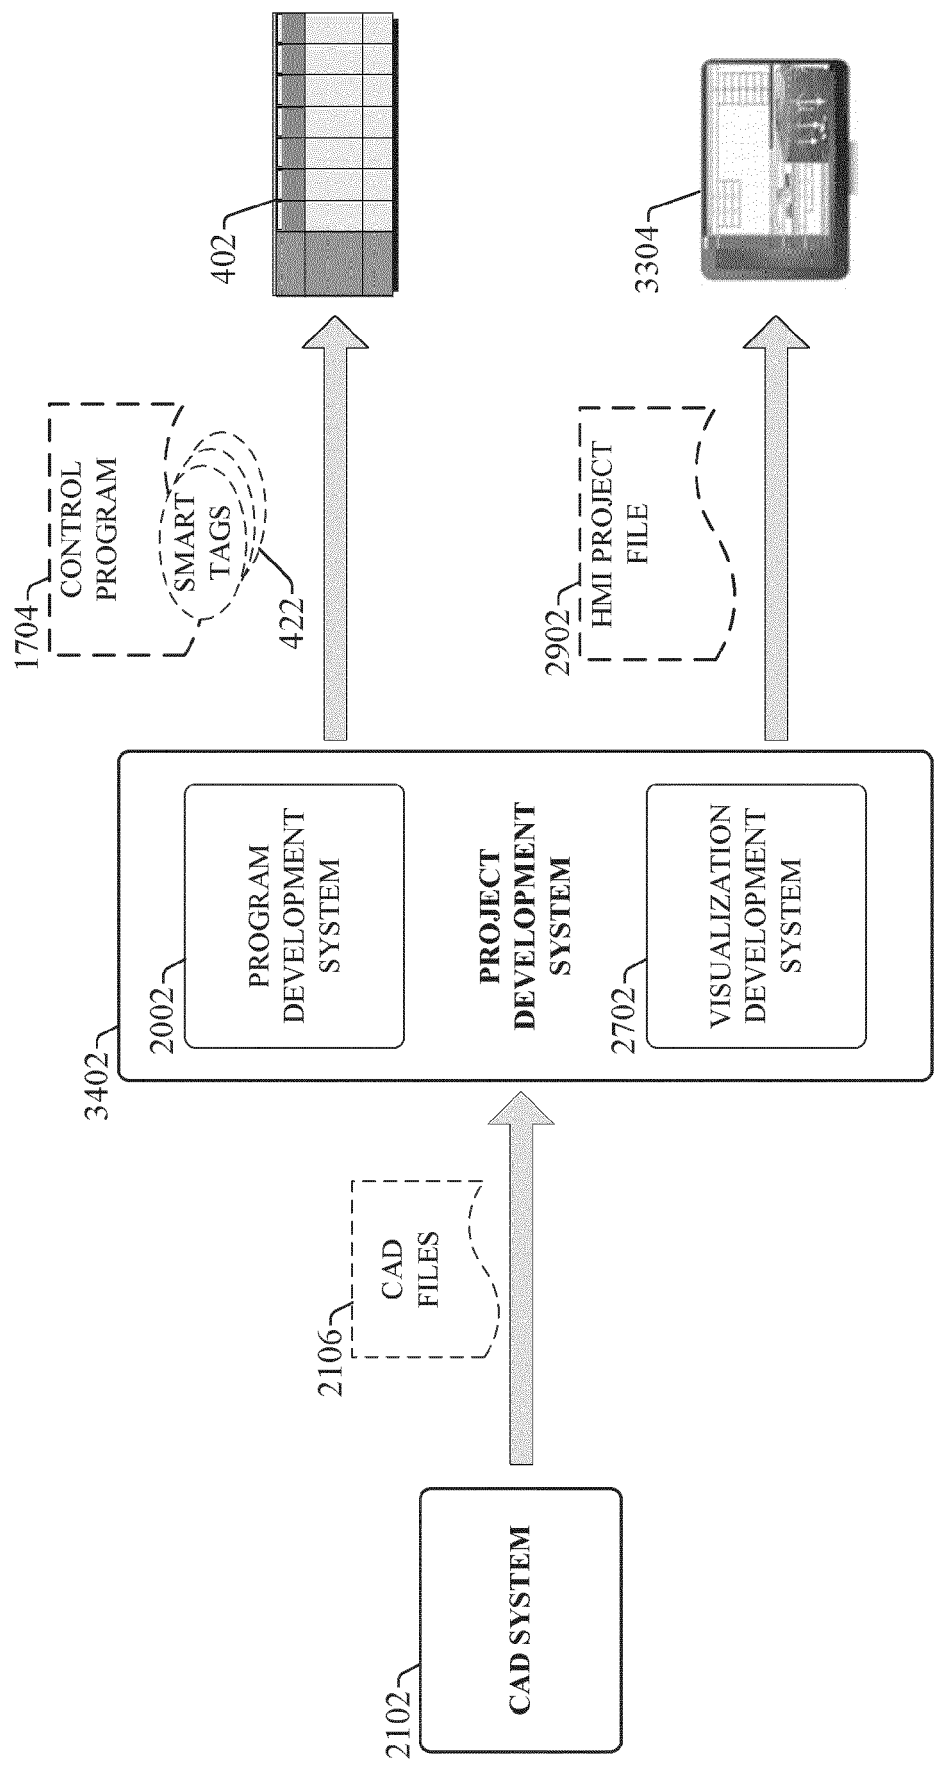 2102
CAD SYSTEM
2106
CAD
FILES
3402
2002
PROGRAM
DEVELOPMENT
SYSTEM
PROJECT
DEVELOPMENT
SYSTEM
2702
VISUALIZATION
DEVELOPMENT
SYSTEM
1704
CONTROL
PROGRAM
SMART
TAGS
422
402
2902
HMI PROJECT
FILE
3304